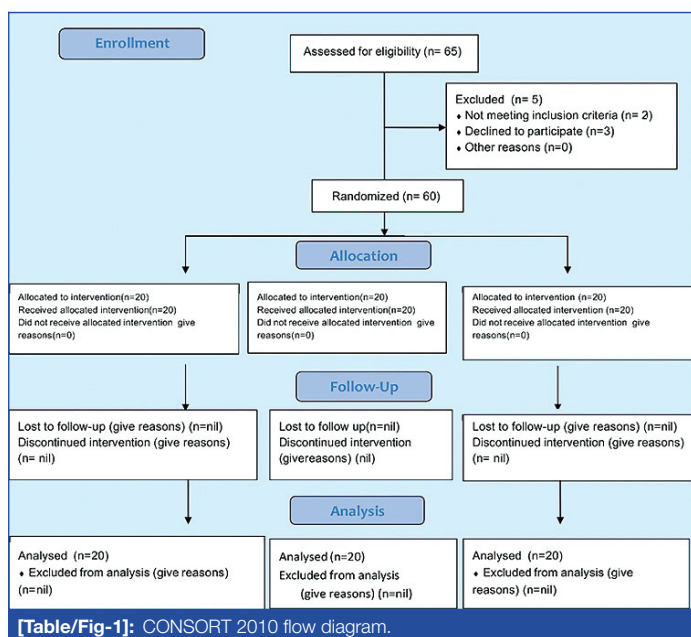 Enrollment
Assessed for eligibility (n= 65)
Excluded (n= 5)
♦ Not meeting inclusion criteria (n= 2)
♦ Declined to participate (n=3)
♦ Other reasons (n=0)
Randomized (n= 60)
Allocation
Allocated to intervention(n=20)
Received allocated intervention(n=20)
Did not receive allocated intervention give
reasons(n=0)
Allocated to intervention(n=20)
Received allocated intervention(n=20)
Did not receive allocated intervention give
reasons(n=0)
Allocated to intervention (n=20)
Received allocated intervention (n=20)
Did not receive allocated intervention give
reasons(n=0)
Follow-Up
Lost to follow-up (give reasons) (n=nil)
Discontinued intervention (give reasons)
(n= nil)
Lost to follow up(n=nil)
Discontinued intervention
(givereasons) (nil)
Lost to follow-up (give reasons) (n=nil)
Discontinued intervention (give reasons)
(n= nil)
Analysis
Analysed (n=20)
♦ Excluded from analysis (give reasons)
(n=nil)
Analysed (n=20)
Excluded from analysis
(give reasons) (n=nil)
Analysed (n=20)
♦ Excluded from analysis (give
reasons) (n=nil)
[Table/Fig-1]: CONSORT 2010 flow diagram.